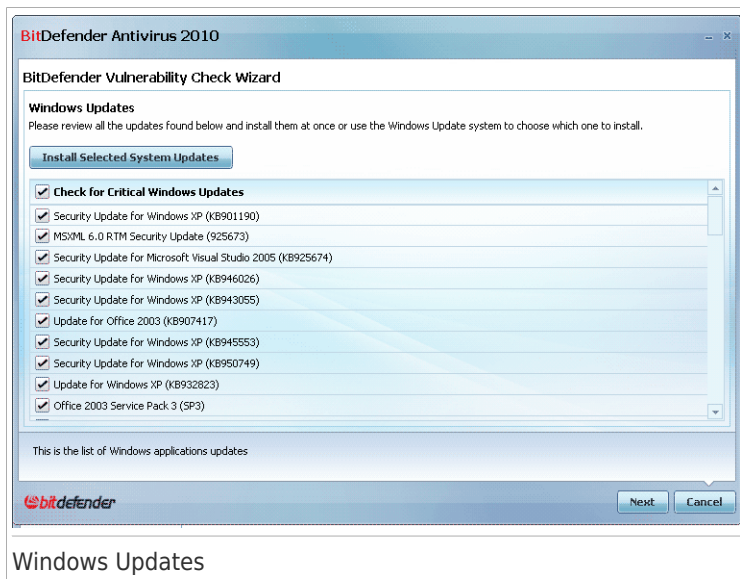 BitDefender Antivirus 2010
BitDefender Vulnerability Check Wizard
Windows Updates
Please review all the updates found below and install them at once or use the Windows Update system to choose which one to install.
Install Selected System Updates
Check for Critical Windows Updates
Security Update for Windows XP (KB901190)
MSXML 6.0 RTM Security Update (925673)
Security Update for Microsoft Visual Studio 2005 (KB925674)
Security Update for Windows XP (KB946026)
Security Update for Windows XP (KB943055)
Update for Office 2003 (KB907417)
Security Update for Windows XP (KB945553)
Security Update for Windows XP (KB950749)
Update for Windows XP (KB932823)
Office 2003 Service Pack 3 (SP3)
This is the list of Windows applications updates
bitdefender
Next
Cancel
Windows Updates